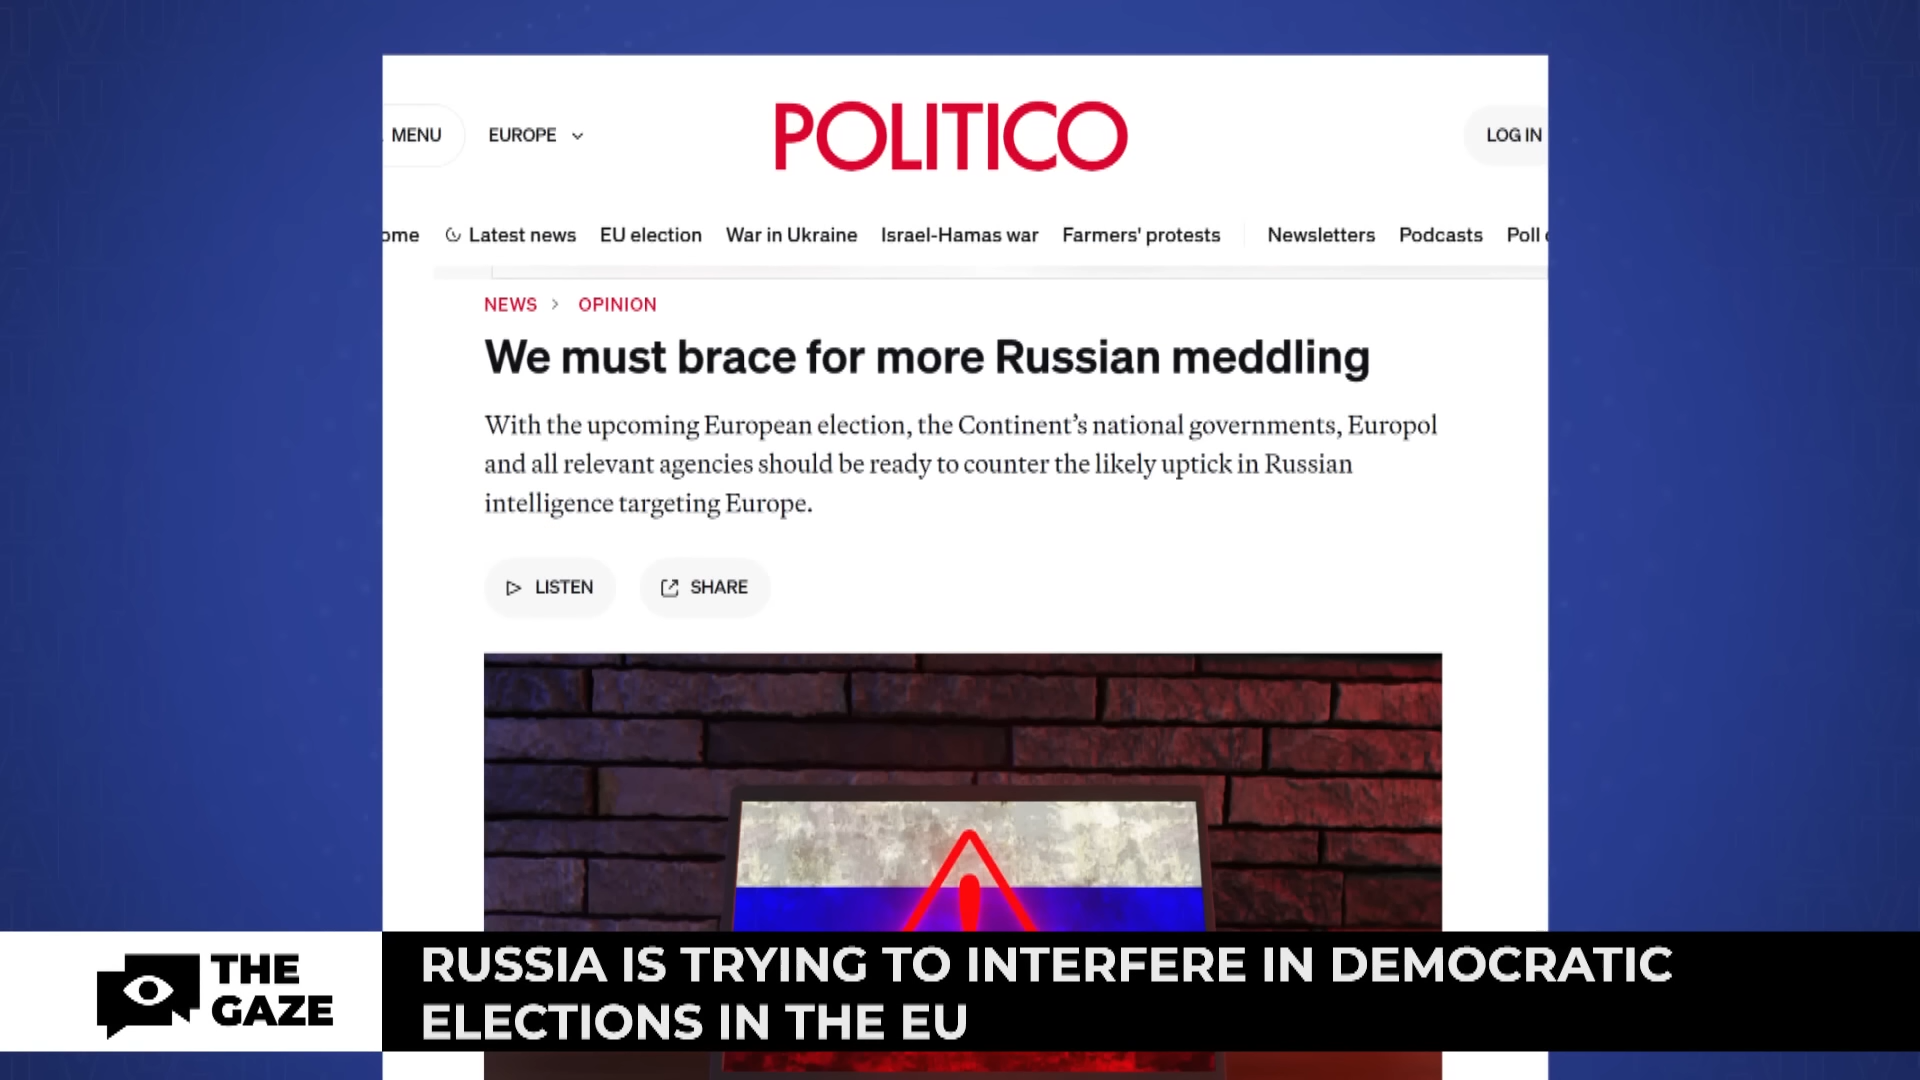 MENU
EUROPE
POLITICO
LOG IN
ome
Latest news
EU election
War in Ukraine
Israel-Hamas war
Farmers' protests
Newsletters
Podcasts
Poll
NEWS > OPINION
We must brace for more Russian meddling
With the upcoming European election, the Continent’s national governments, Europol
and all relevant agencies should be ready to counter the likely uptick in Russian
intelligence targeting Europe.
LISTEN
SHARE
THE
GAZE
RUSSIA IS TRYING TO INTERFERE IN DEMOCRATIC
ELECTIONS IN THE EU